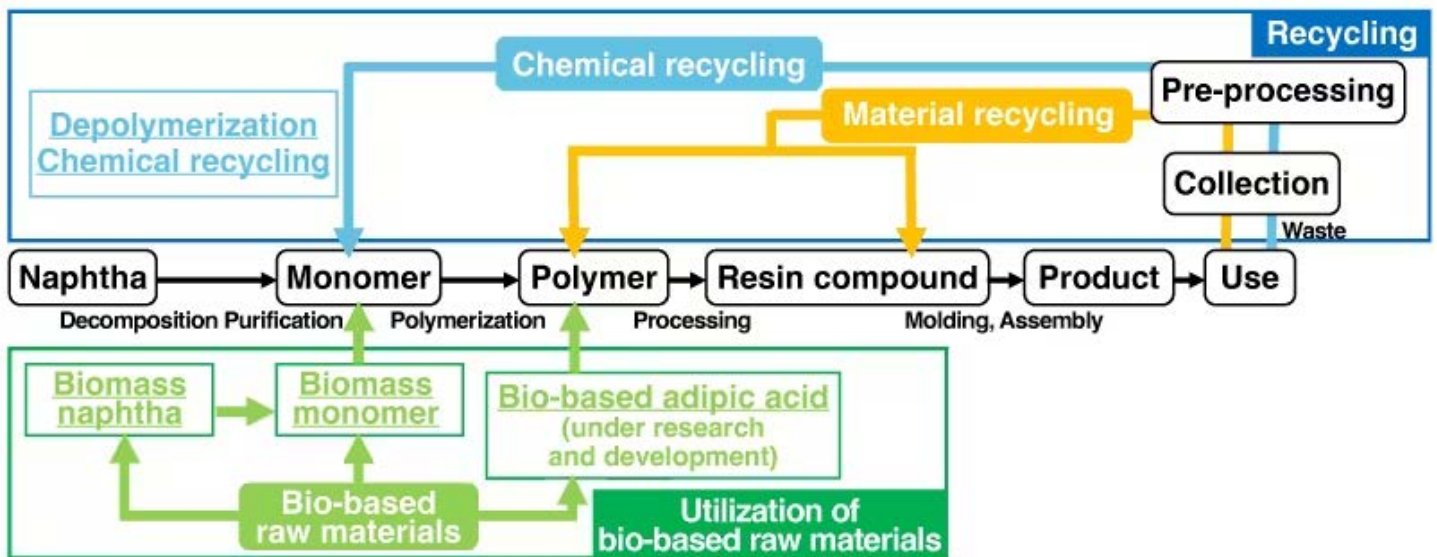 Recycling
Chemical recycling
Pre-processing
Material recycling
Depolymerization
Chemical recycling
Collection
Waste
Naphtha
Monomer
Polymer
Resin compound
Product
Use
Decomposition Purification
Polymerization
Processing
Molding, Assembly
Biomass
naphtha
Biomass
monomer
Bio-based adipic acid
(under research
and development)
Bio-based
raw materials
Utilization of
bio-based raw materials